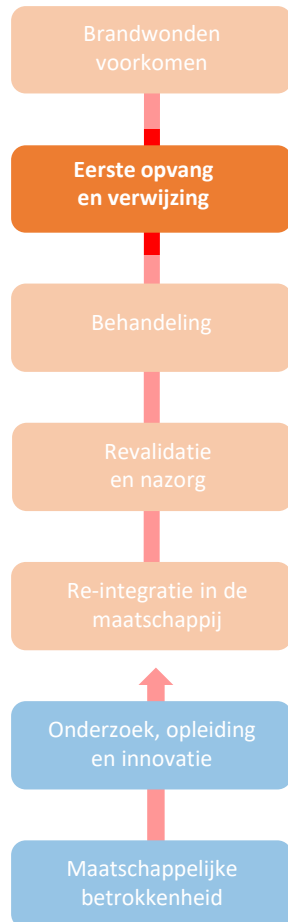 Brandwonden
voorkomen
Eerste opvang
en verwijzing
Behandeling
Revalidatie
en nazorg
Re-integratie in de
maatschappij
Onderzoek, opleiding
en innovatie
Maatschappelijke
betrokkenheid